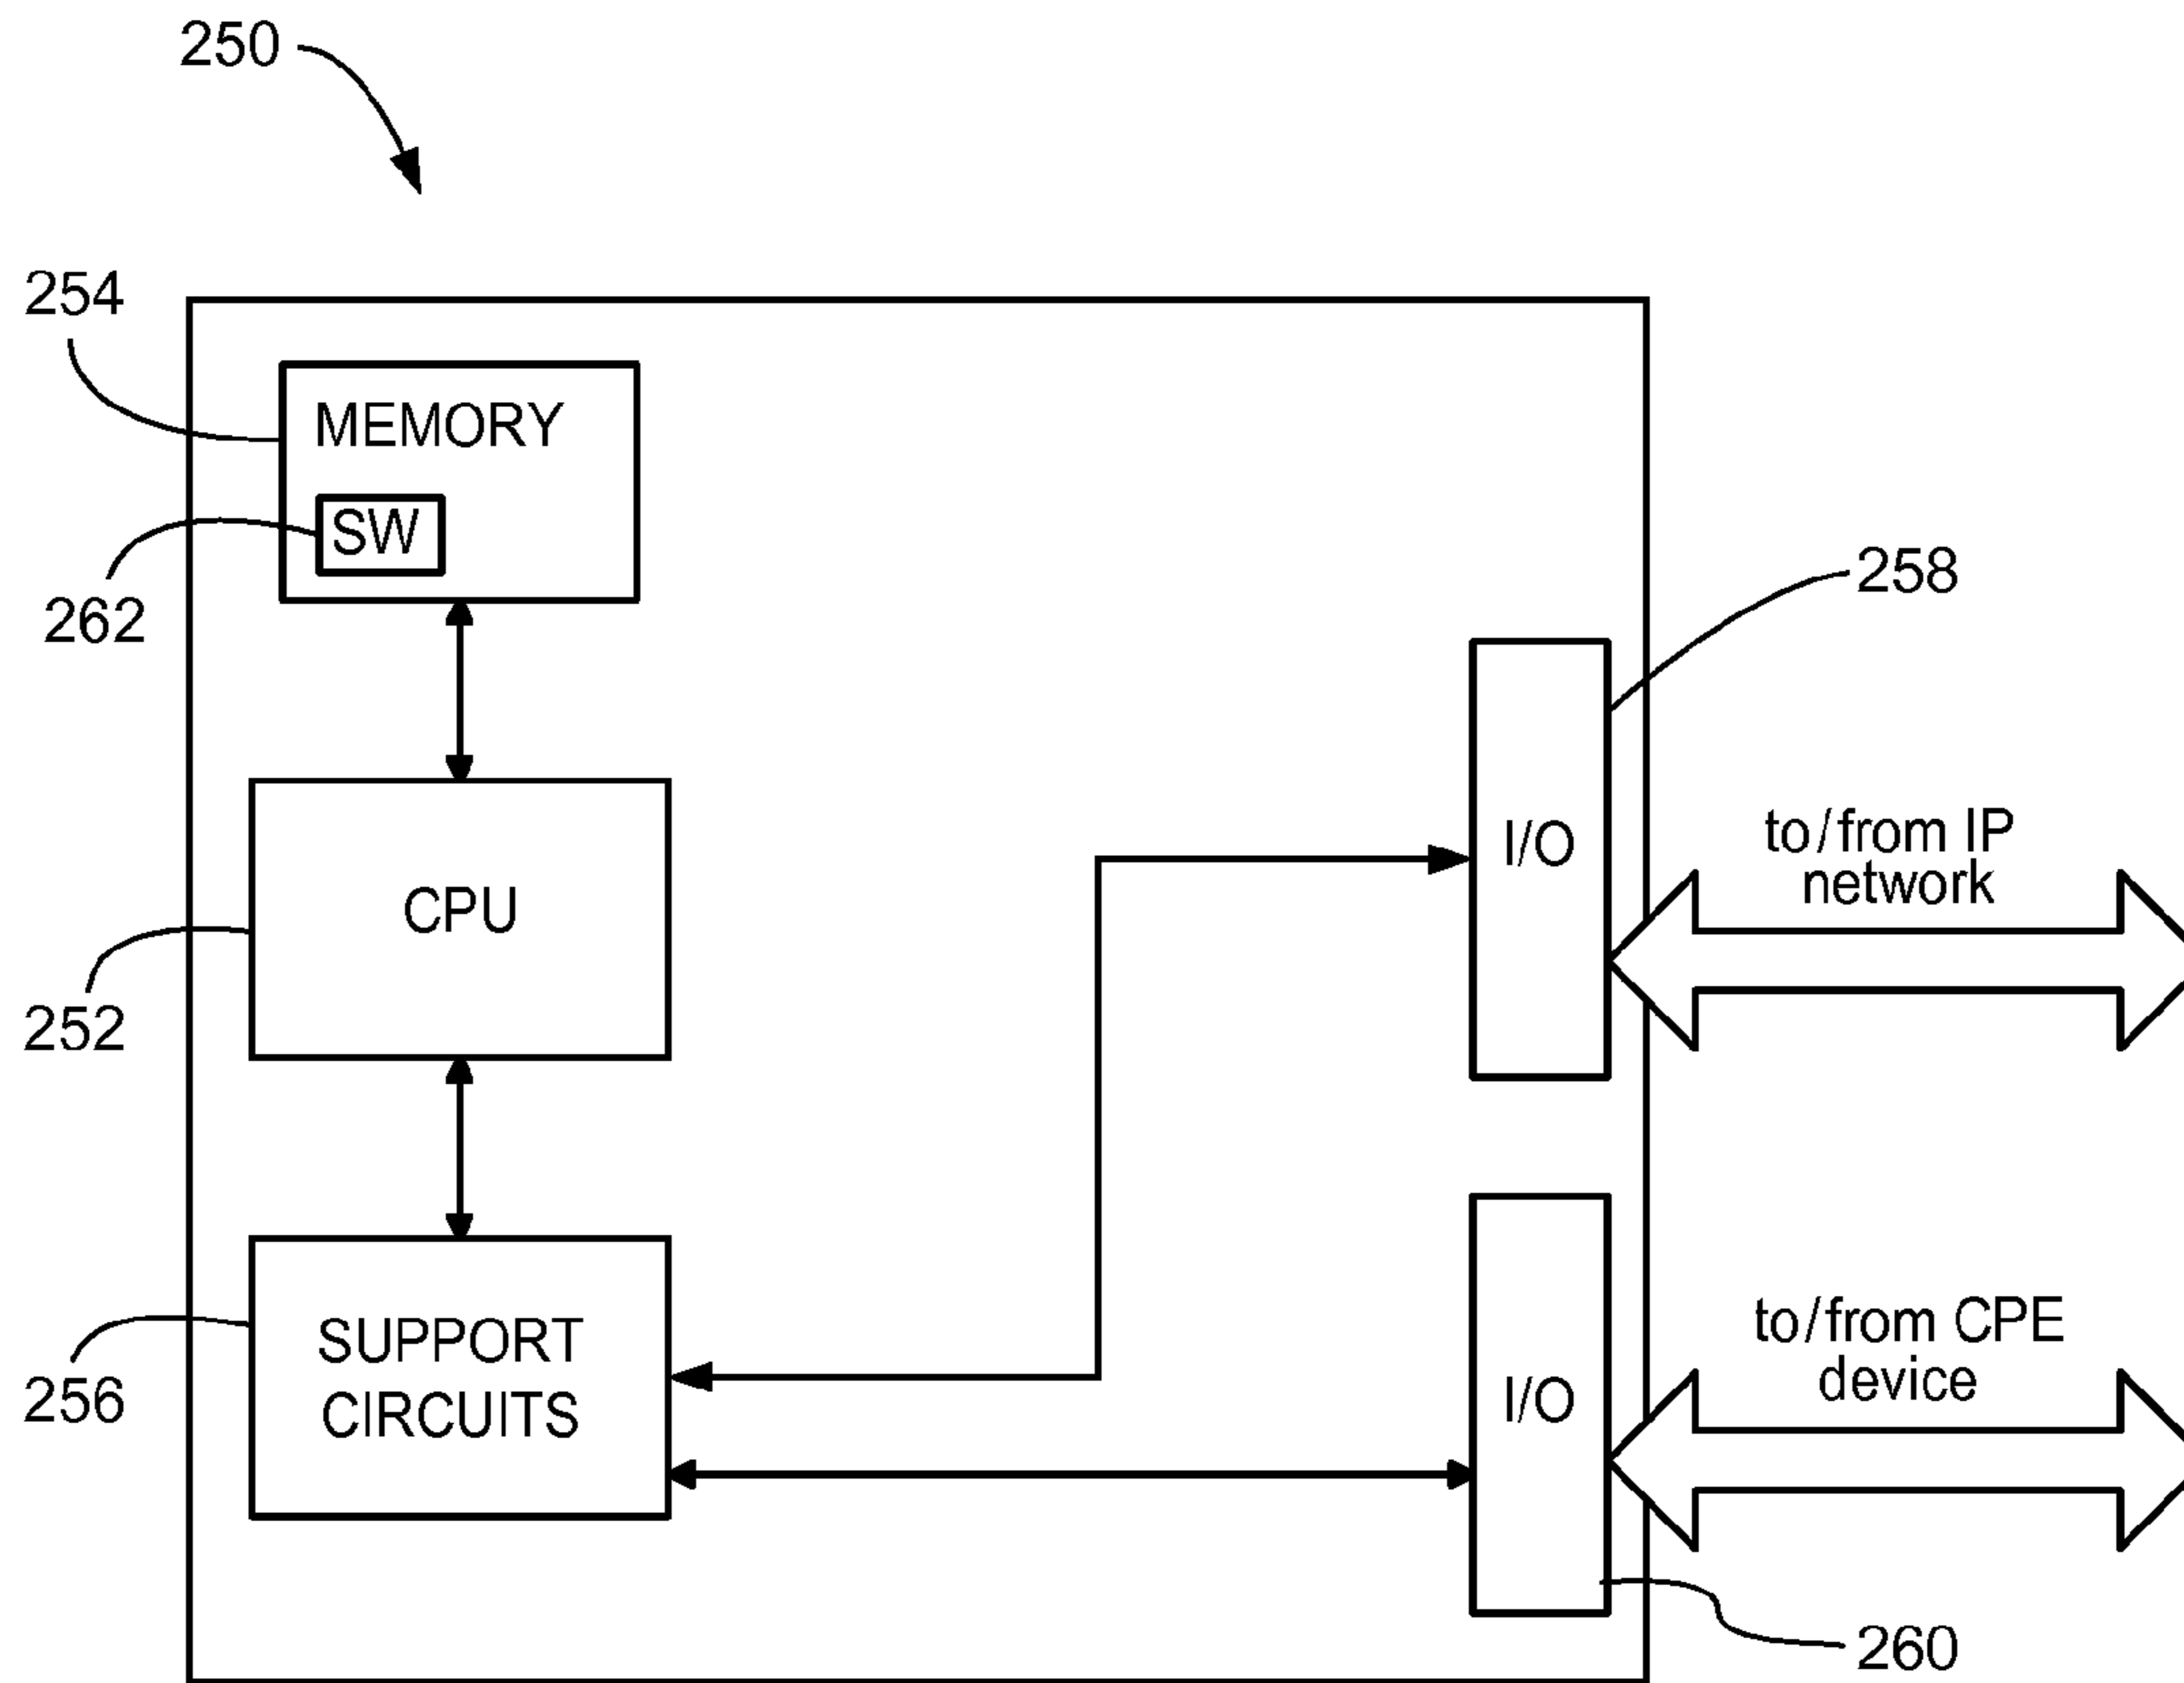 250
254
MEMORY
SW
262
258
I/O
to/from IP
network
CPU
252
to/from CPE
device
I/O
SUPPORT
CIRCUITS
256
260